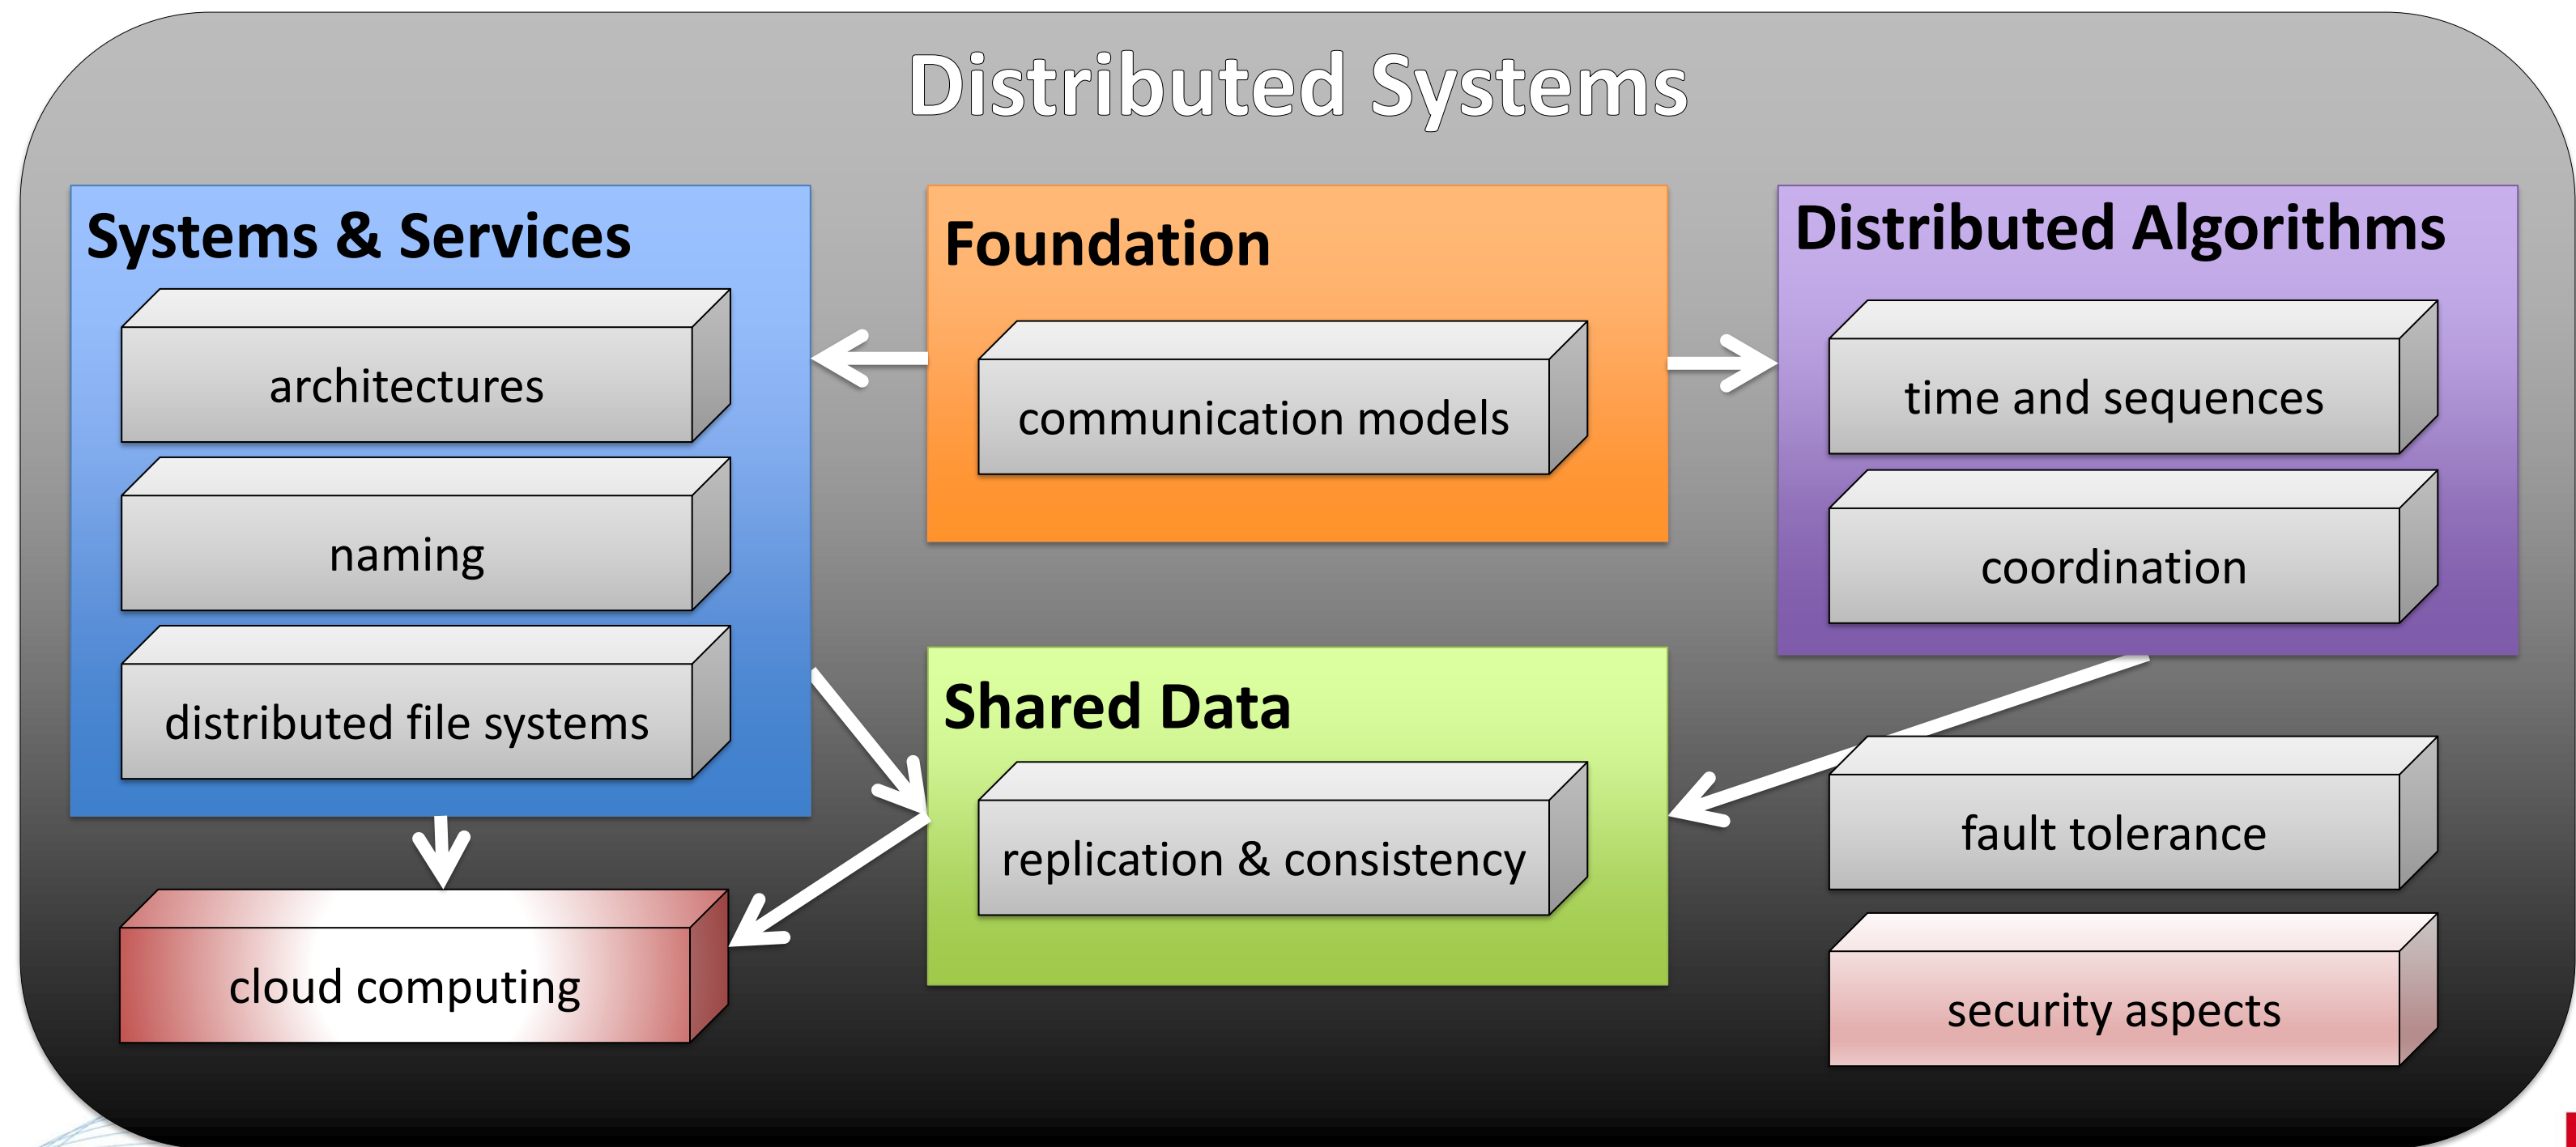 Distributed Systems
Systems & Services
architectures
naming
distributed file systems
cloud computing
Foundation
communication models
Shared Data
replication & consistency
Distributed Algorithms
time and sequences
coordination
fault tolerance
security aspects